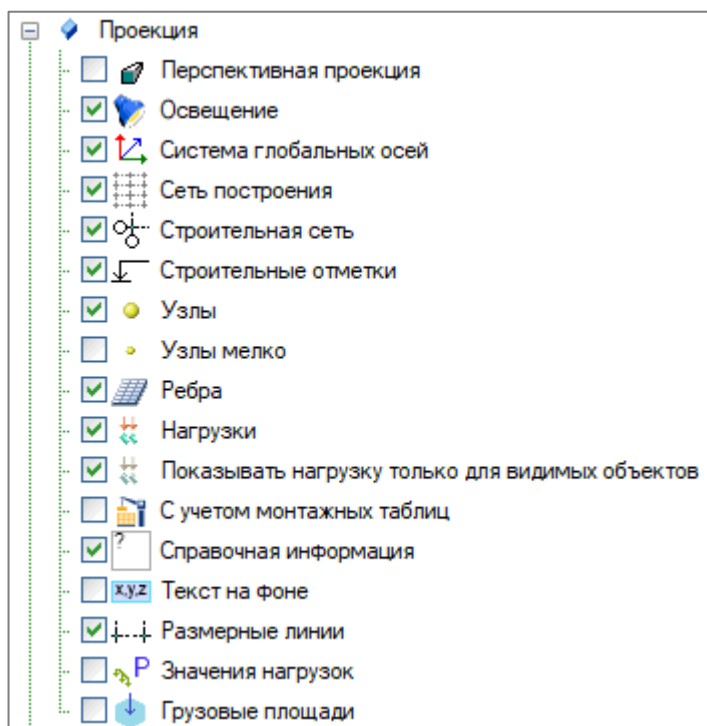 Проекция
Перспективная проекция
Освещение
Система глобальных осей
Сеть построения
Строительная сеть
Строительные отметки
Узлы
Узлы мелко
Ребра
Нагрузки
Показывать нагрузку только для видимых объектов
С учетом монтажных таблиц
? Справочная информация
x,y,z Текст на фоне
Размерные линии
P Значения нагрузок
Грузовые площади